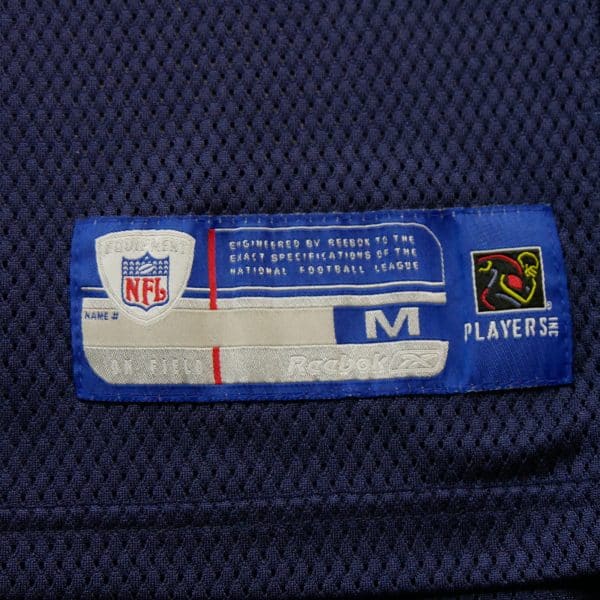 EQUIPMENT
NFL
ENGINEERED BY REEBOK TO THE
EXACT SPECIFICATIONS OF THE
NATIONAL FOOTBALL LEAGUE
NAME #
M
ON FIELD
Reebok
®
PLAYERS INC